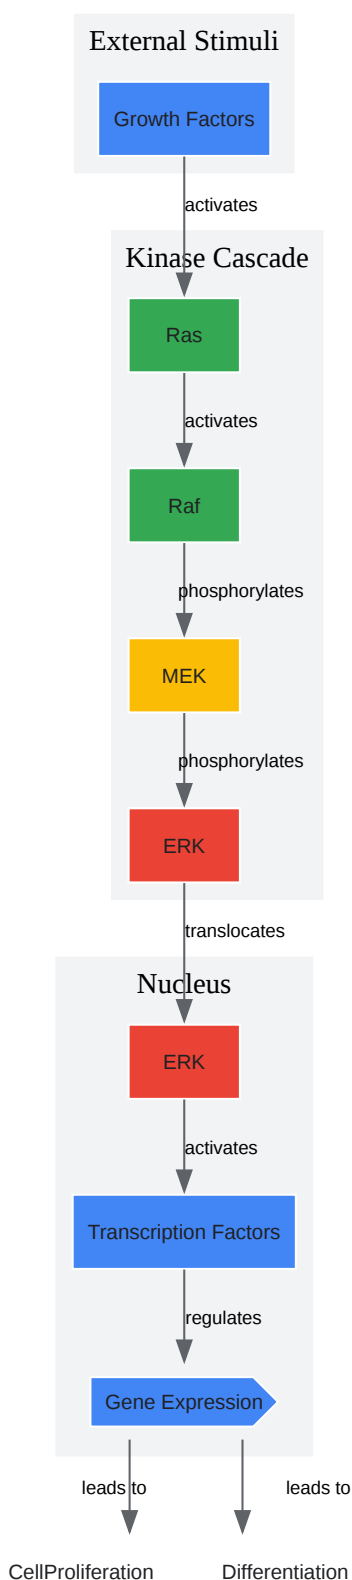 External Stimuli
Growth Factors
activates
Kinase Cascade
Ras
activates
Raf
phosphorylates
MEK
phosphorylates
ERK
translocates
Nucleus
ERK
activates
Transcription Factors
regulates
Gene Expression
leads to
leads to
CellProliferation
Differentiation